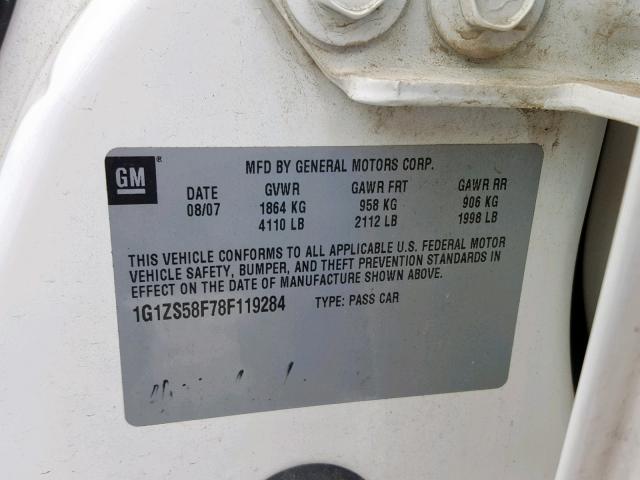 GM® MFD BY GENERAL MOTORS CORP.
DATE GVWR GAWR FRT GAWR RR
08/07 1864 KG 958 KG 906 KG
4110 LB 2112 LB 1998 LB
THIS VEHICLE CONFORMS TO ALL APPLICABLE U.S. FEDERAL MOTOR
VEHICLE SAFETY, BUMPER, AND THEFT PREVENTION STANDARDS IN
EFFECT ON THE DATE OF MANUFACTURE SHOWN ABOVE.
1G1ZS58F78F119284 TYPE: PASS CAR